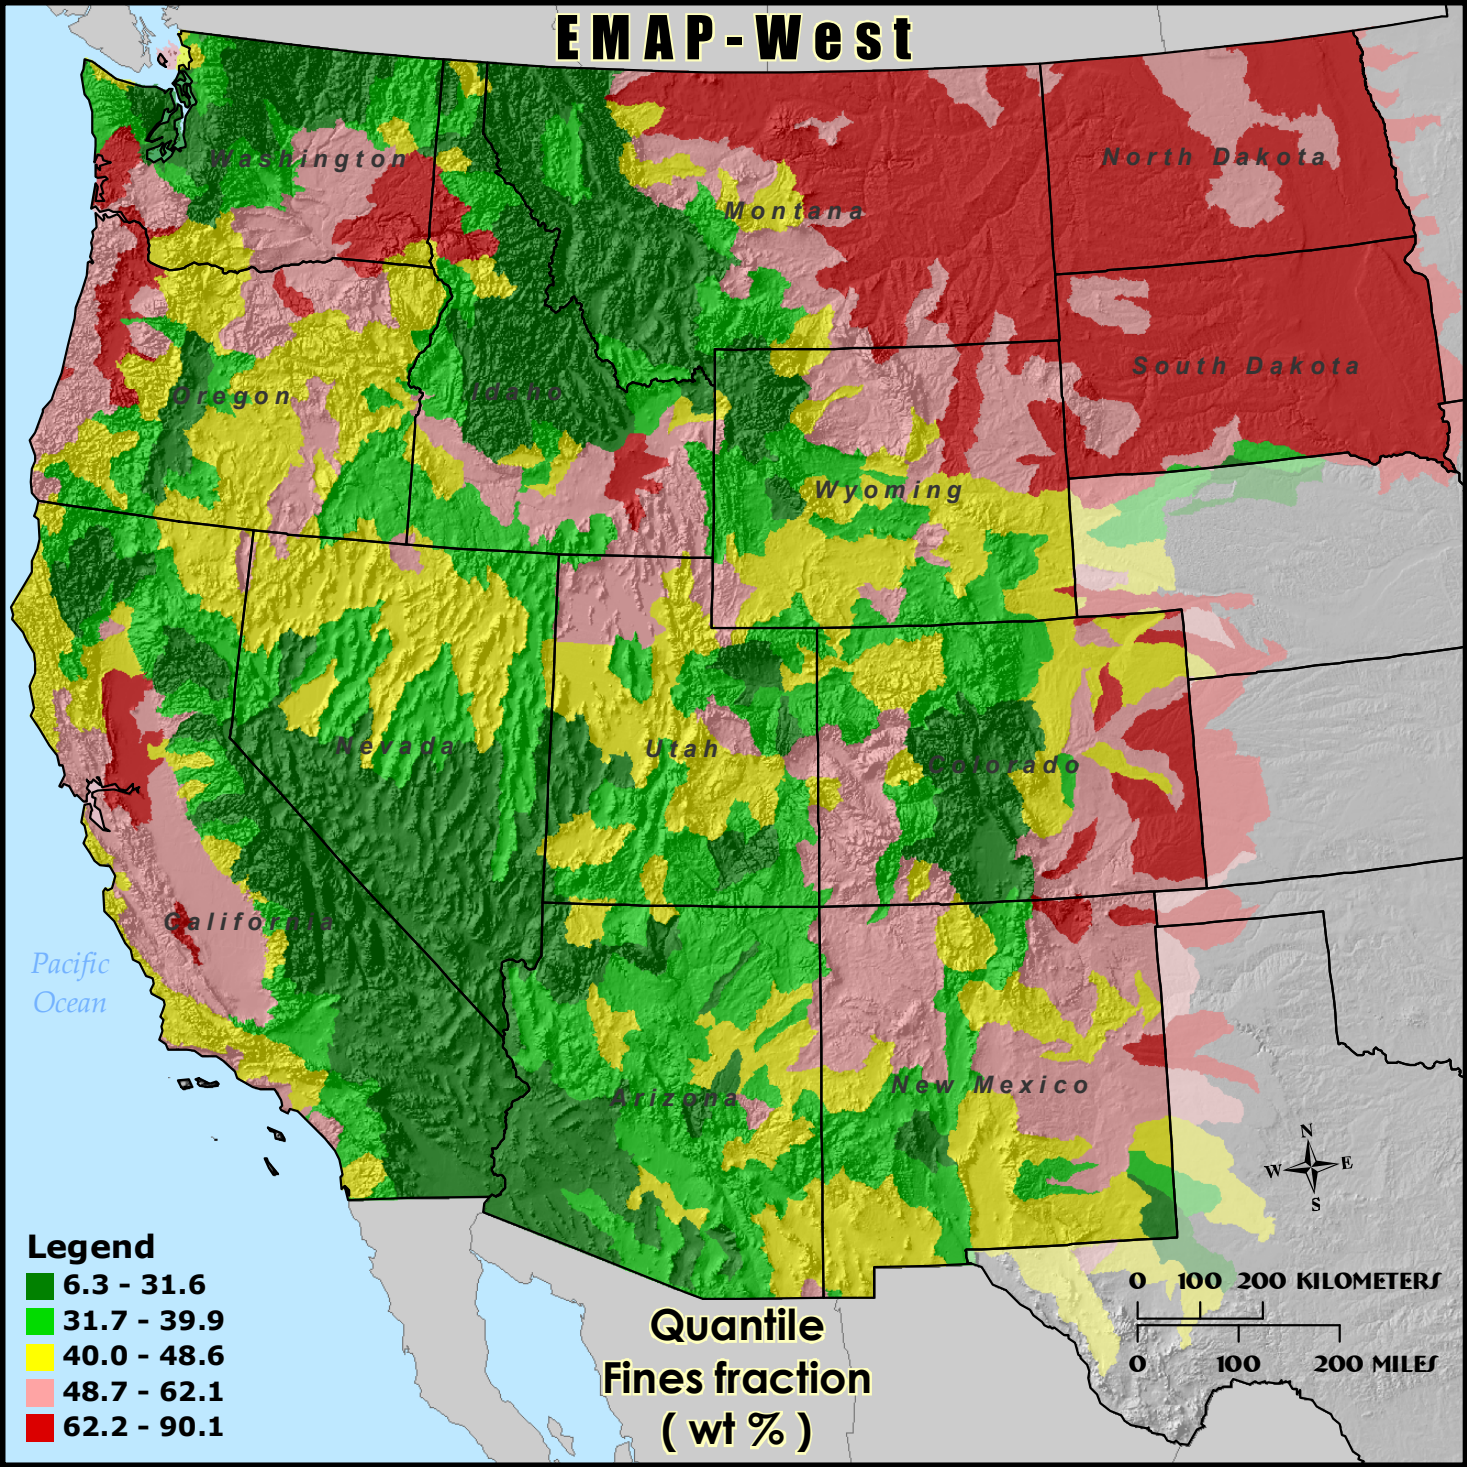 EMAP-West
Washington
North Dakota
Montana
South Dakota
Oregon
Idaho
Wyoming
Nevada
Utah
Colorado
California
Pacific
Ocean
Arizona
New Mexico
N
W E
S
Legend
6.3 - 31.6
31.7 - 39.9
40.0 - 48.6
48.7 - 62.1
62.2 - 90.1
Quantile
Fines fraction
( wt % )
0 100 200 KILOMETERS
0 100 200 MILES